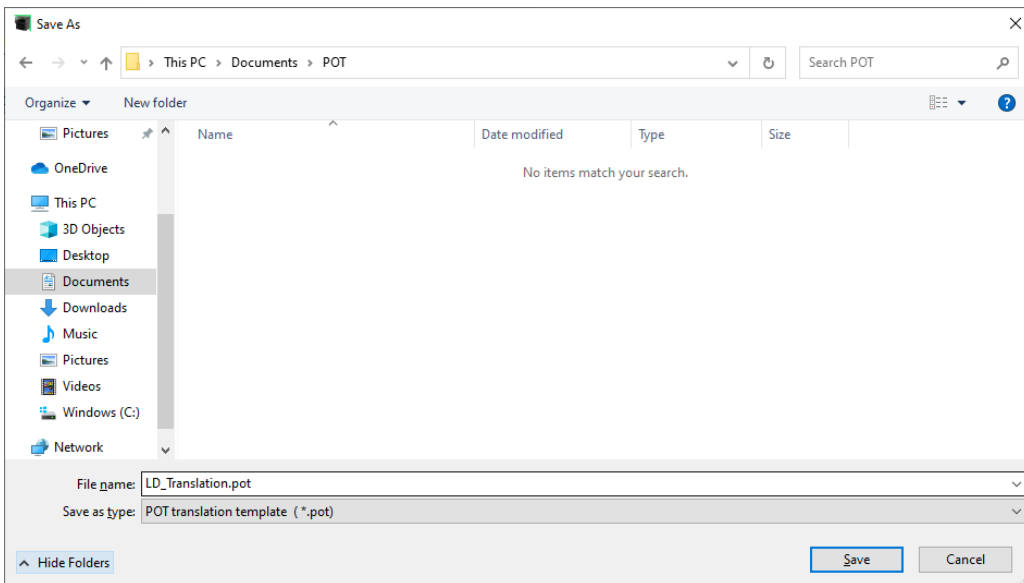 Save As
This PC > Documents > POT
Search POT
Organize
New folder
Pictures
Name
Date modified
Type
Size
No items match your search.
OneDrive
This PC
3D Objects
Desktop
Documents
Downloads
Music
Pictures
Videos
Windows (C:)
Network
File name: LD_Translation.pot
Save as type: POT translation template ( *.pot)
Hide Folders
Save
Cancel